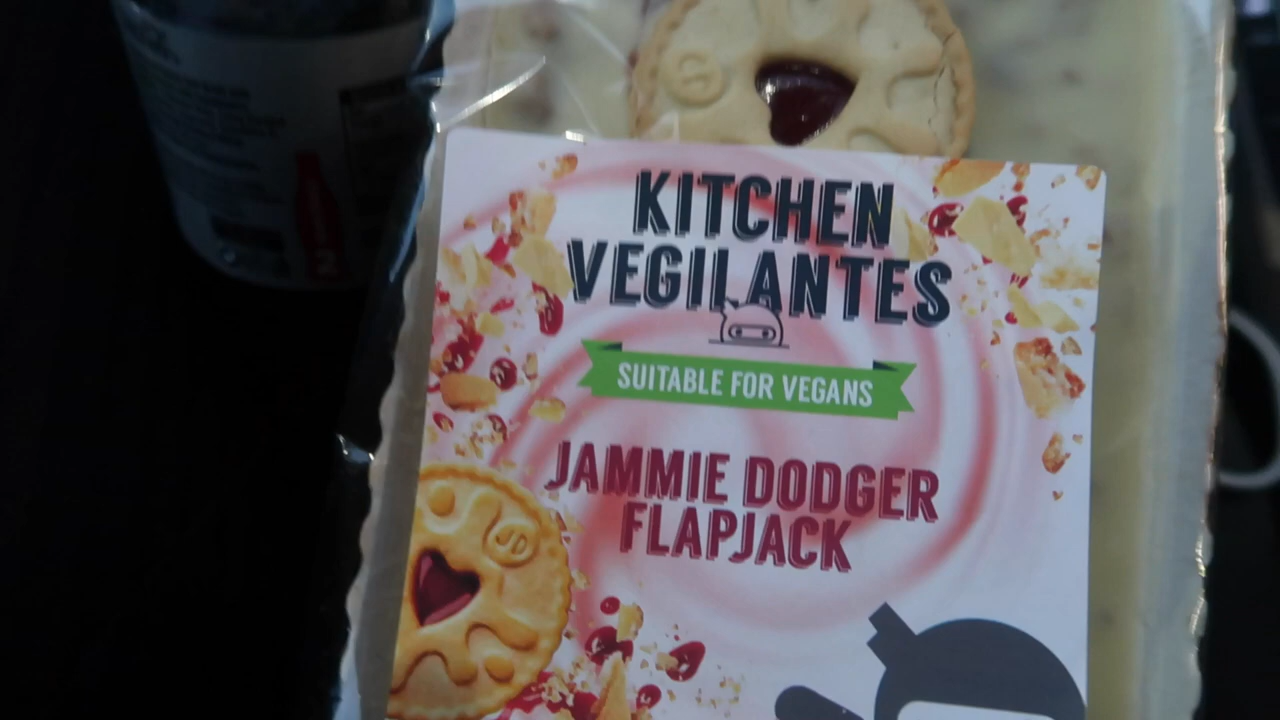 KITCHEN
VEGILANTES
SUITABLE FOR VEGANS
JAMMIE DODGER
FLAPJACK